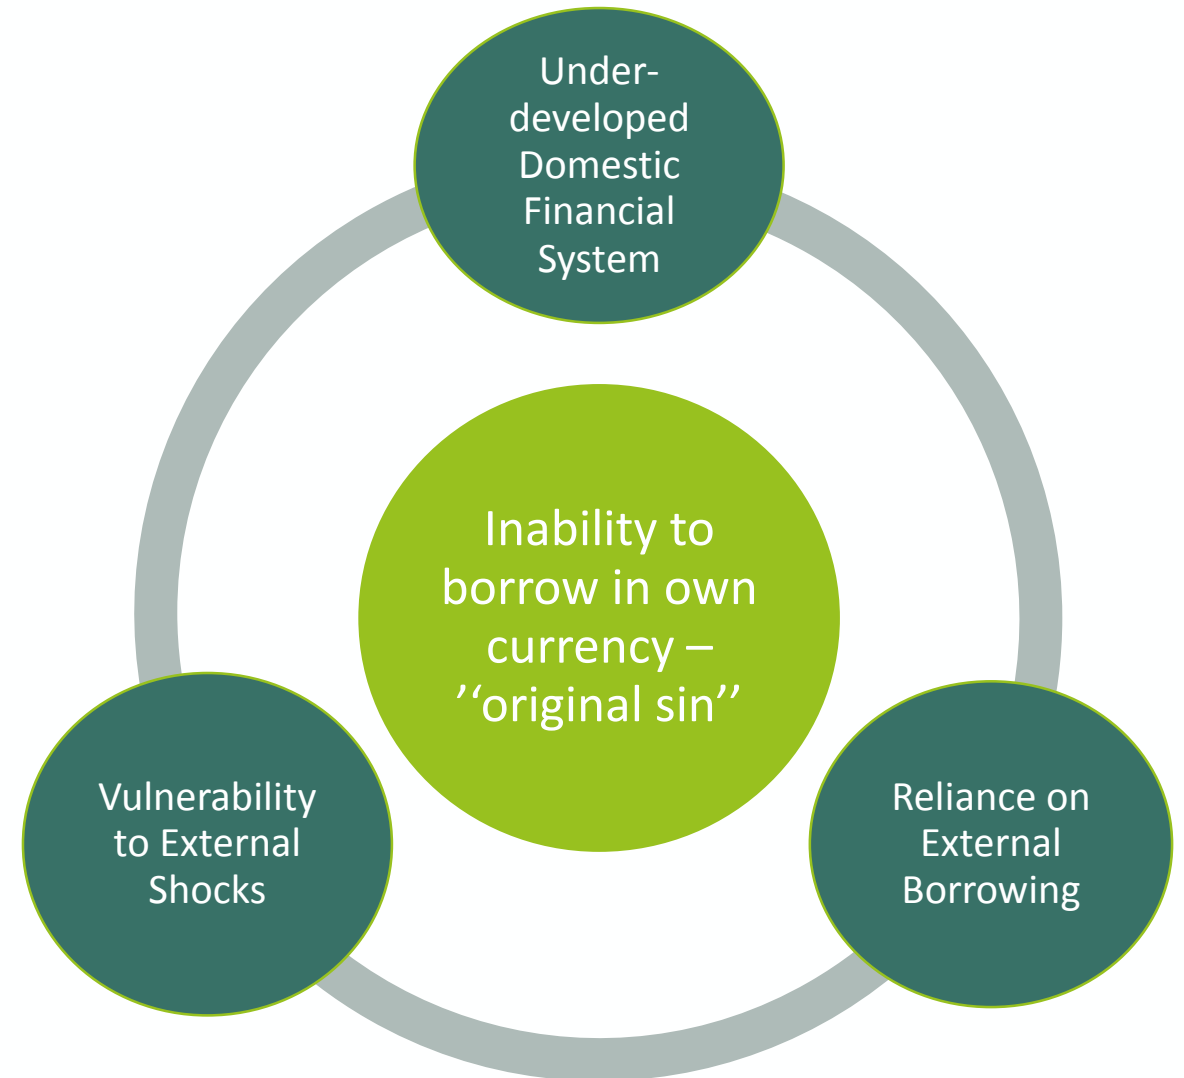 Under-
developed
Domestic
Financial
System
Inability to
borrow in own
currency –
’‘original sin’’
Vulnerability
to External
Shocks
Reliance on
External
Borrowing